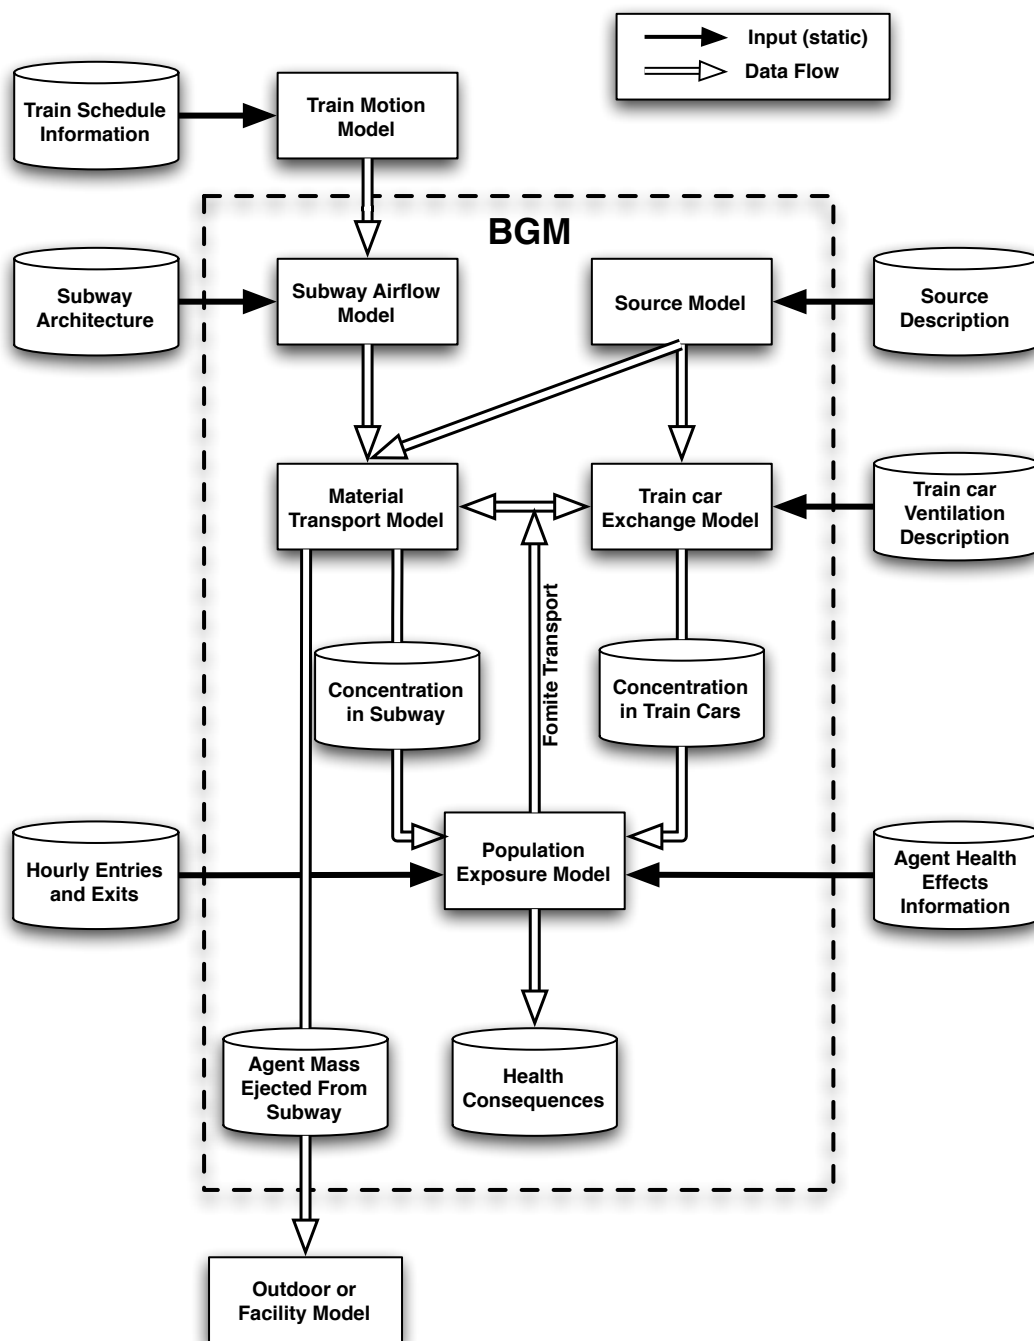 Input (static)
Data Flow
Train Schedule
Information
Train Motion
Model
BGM
Subway
Architecture
Subway Airflow
Model
Source Model
Source
Description
Material
Transport Model
Train car
Exchange Model
Train car
Ventilation
Description
Fomite Transport
Concentration
in Subway
Concentration
in Train Cars
Hourly Entries
and Exits
Population
Exposure Model
Agent Health
Effects
Information
Agent Mass
Ejected From
Subway
Health
Consequences
Outdoor or
Facility Model